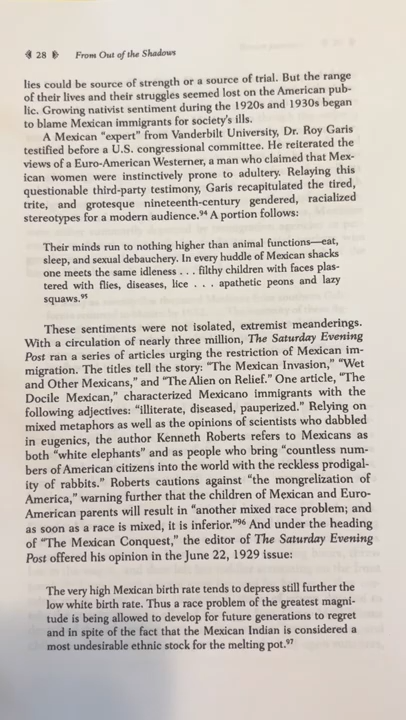 28 From Out of the Shadows
lies could be source of strength or a source of trial. But the range
of their lives and their struggles seemed lost on the American pub-
lic. Growing nativist sentiment during the 1920s and 1930s began
to blame Mexican immigrants for society's ills.
A Mexican "expert" from Vanderbilt University, Dr. Roy Garis
testified before a U.S. congressional committee. He reiterated the
views of a Euro-American Westerner, a man who claimed that Mex-
ican women were instinctively prone to adultery. Relaying this
questionable third-party testimony, Garis recapitulated the tired,
trite, and grotesque nineteenth-century gendered, racialized
stereotypes for a modern audience.94 A portion follows:
Their minds run to nothing higher than animal functions—eat,
sleep, and sexual debauchery. In every huddle of Mexican shacks
one meets the same idleness . . . filthy children with faces plas-
tered with flies, diseases, lice . . . apathetic peons and lazy
squaws.95
These sentiments were not isolated, extremist meanderings.
With a circulation of nearly three million, The Saturday Evening
Post ran a series of articles urging the restriction of Mexican im-
migration. The titles tell the story: "The Mexican Invasion," "Wet
and Other Mexicans," and "The Alien on Relief." One article, "The
Docile Mexican," characterized Mexicano immigrants with the
following adjectives: "illiterate, diseased, pauperized." Relying on
mixed metaphors as well as the opinions of scientists who dabbled
in eugenics, the author Kenneth Roberts refers to Mexicans as
both "white elephants" and as people who bring "countless num-
bers of American citizens into the world with the reckless prodigal-
ity of rabbits." Roberts cautions against "the mongrelization of
America," warning further that the children of Mexican and Euro-
American parents will result in "another mixed race problem; and
as soon as a race is mixed, it is inferior."96 And under the heading
of "The Mexican Conquest," the editor of The Saturday Evening
Post offered his opinion in the June 22, 1929 issue:
The very high Mexican birth rate tends to depress still further the
low white birth rate. Thus a race problem of the greatest magni-
tude is being allowed to develop for future generations to regret
and in spite of the fact that the Mexican Indian is considered a
most undesirable ethnic stock for the melting pot.97